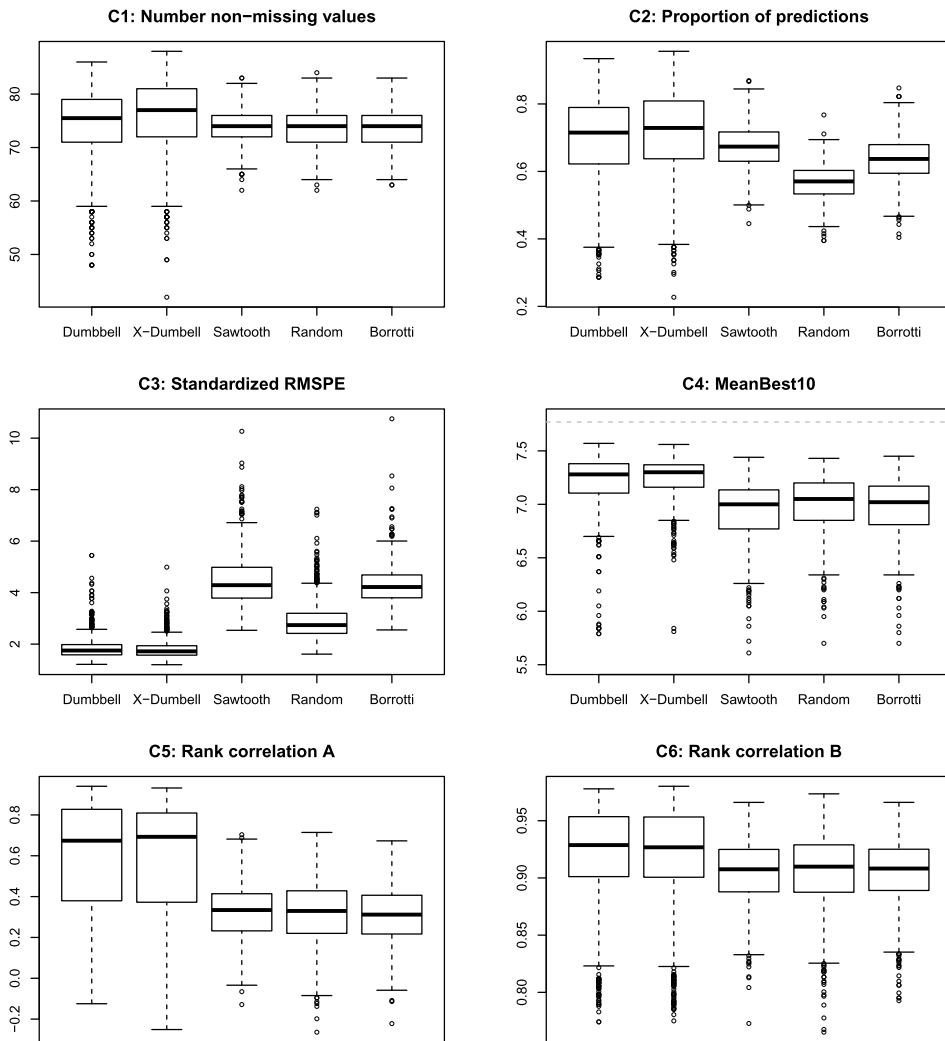 C1: Number non−missing values
80
70
60
50
Dumbbell X−Dumbell Sawtooth Random Borrotti
C2: Proportion of predictions
0.8
0.6
0.4
0.2
Dumbbell X−Dumbell Sawtooth Random Borrotti
C3: Standardized RMSPE
10
8
6
4
2
Dumbbell X−Dumbell Sawtooth Random Borrotti
C4: MeanBest10
7.5
7.0
6.5
6.0
5.5
Dumbbell X−Dumbell Sawtooth Random Borrotti
C5: Rank correlation A
0.8
0.6
0.4
0.2
0.0
−0.2
C6: Rank correlation B
0.95
0.90
0.85
0.80